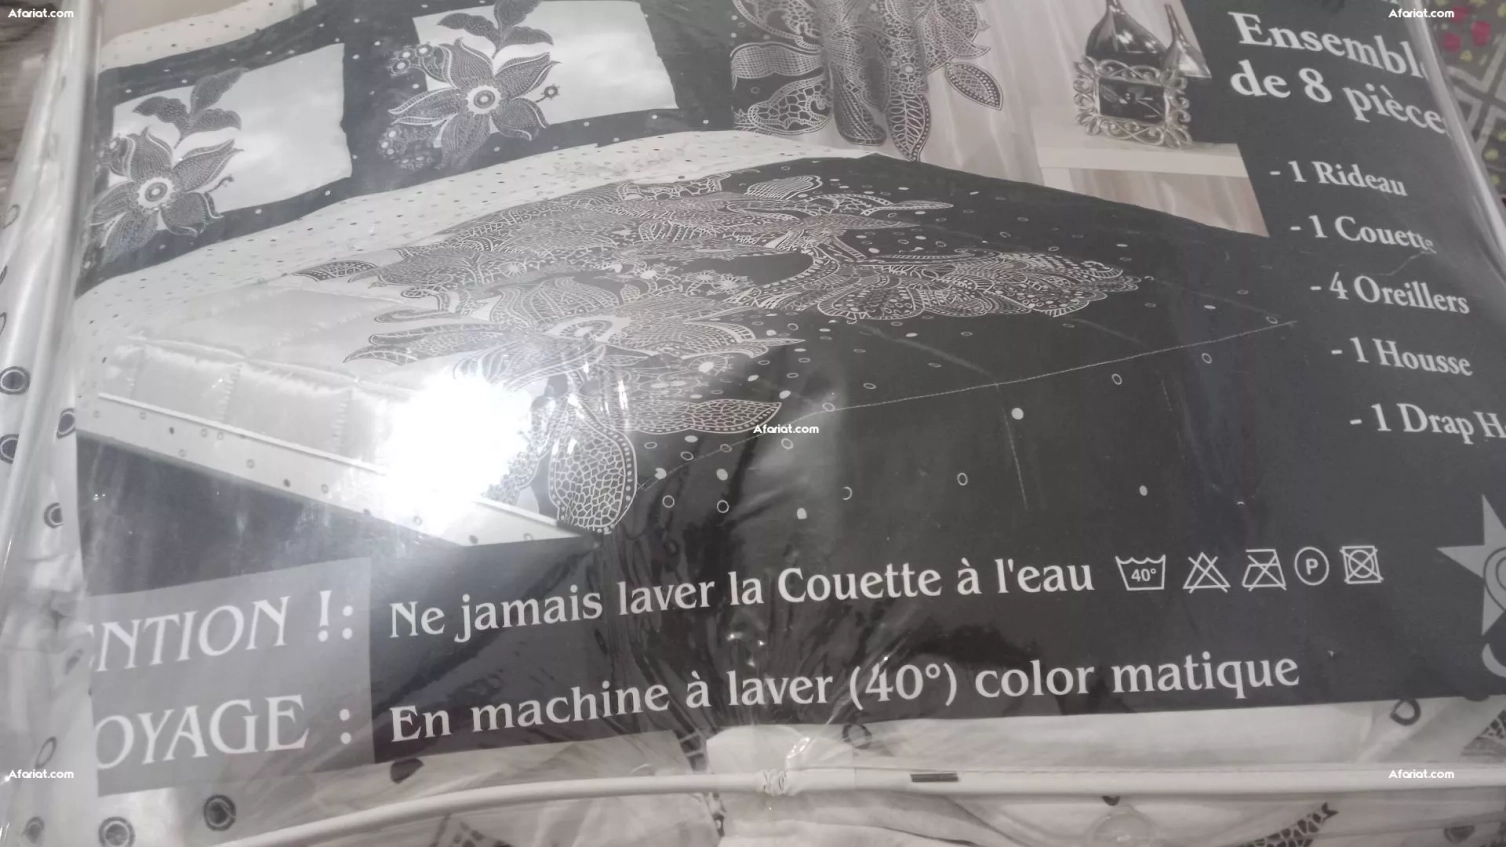 Afariat.com
Afariat.com
Ensembl
de 8 pièce
- 1 Rideau
- 1 Couette
- 4 Oreillers
- 1 Housse
- 1 Drap H
Afariat.com
NTION ! : Ne jamais laver la Couette à l'eau 40° P
OYAGE : En machine à laver (40°) color matique
Afariat.com
Afariat.com